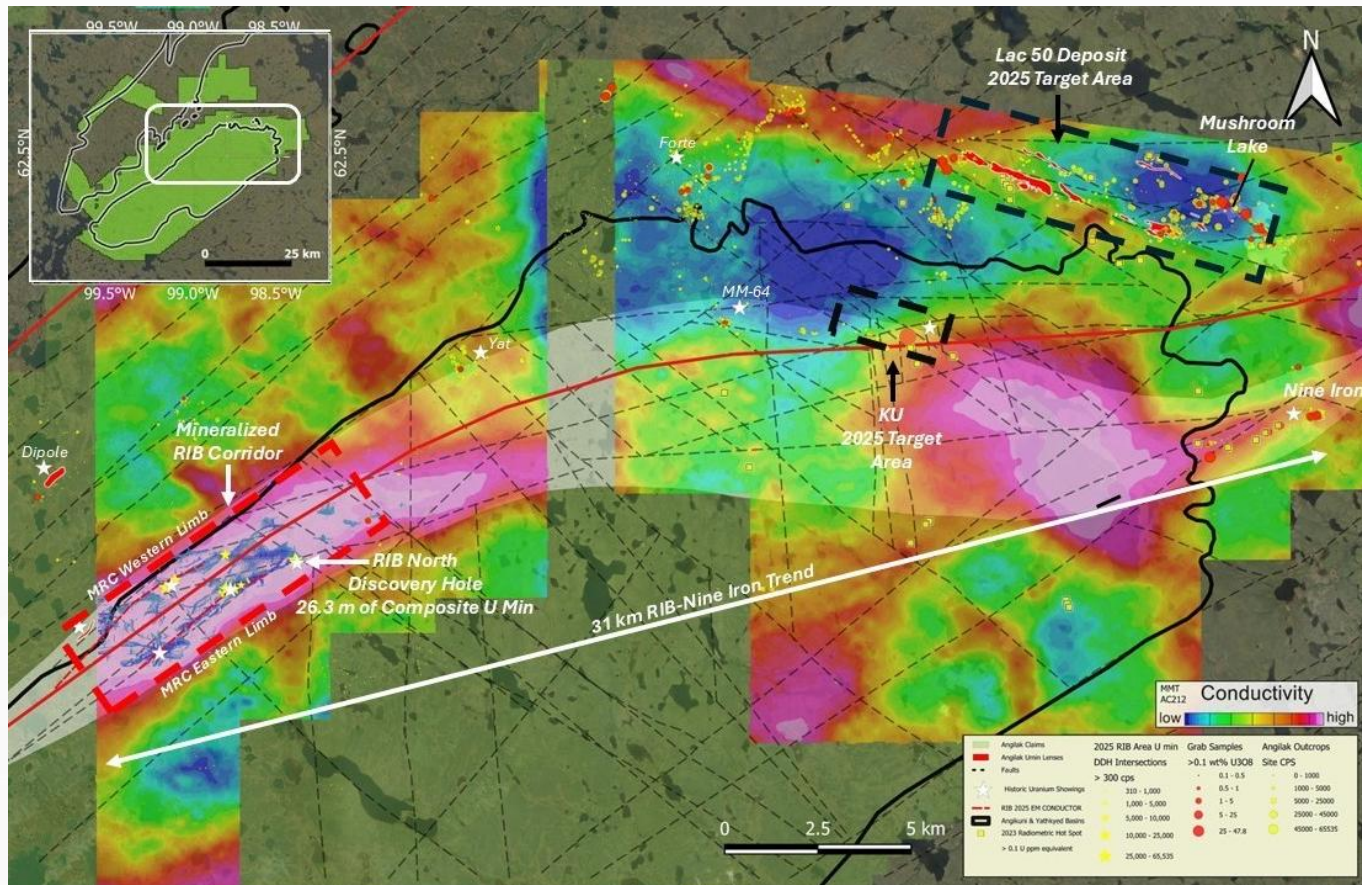 99.5°W 99.0°W 98.5°W
62.5°N
62.5°N
0 25 km
99.5°W 99.0°W 98.5°W
N
Lac 50 Deposit
2025 Target Area
Mushroom
Lake
Forte
MM-64
Yat
KU
2025 Target
Area
Nine Iron
Dipole
Mineralized
RIB Corridor
MRC Western Limb
RIB North
Discovery Hole
26.3 m of Composite U Min
MRC Eastern Limb
31 km RIB-Nine Iron Trend
0 2.5 5 km
MMT
AC212
Conductivity
low high
Angilak Claims
Angilak Umin Lenses
Faults
Historic Uranium Showings
RIB 2025 EM CONDUCTOR
Angikuni & Yathkyed Basins
2023 Radiometric Hot Spot
> 0.1 U ppm equivalent
2025 RIB Area U min
DDH Intersections
> 300 cps
310 - 1,000
1,000 - 5,000
5,000 - 10,000
10,000 - 25,000
25,000 - 65,535
Grab Samples
>0.1 wt% U3O8
0.1 - 0.5
0.5 - 1
1 - 5
5 - 25
25 - 47.8
Angilak Outcrops
Site CPS
0 - 1000
1000 - 5000
5000 - 25000
25000 - 45000
45000 - 65535